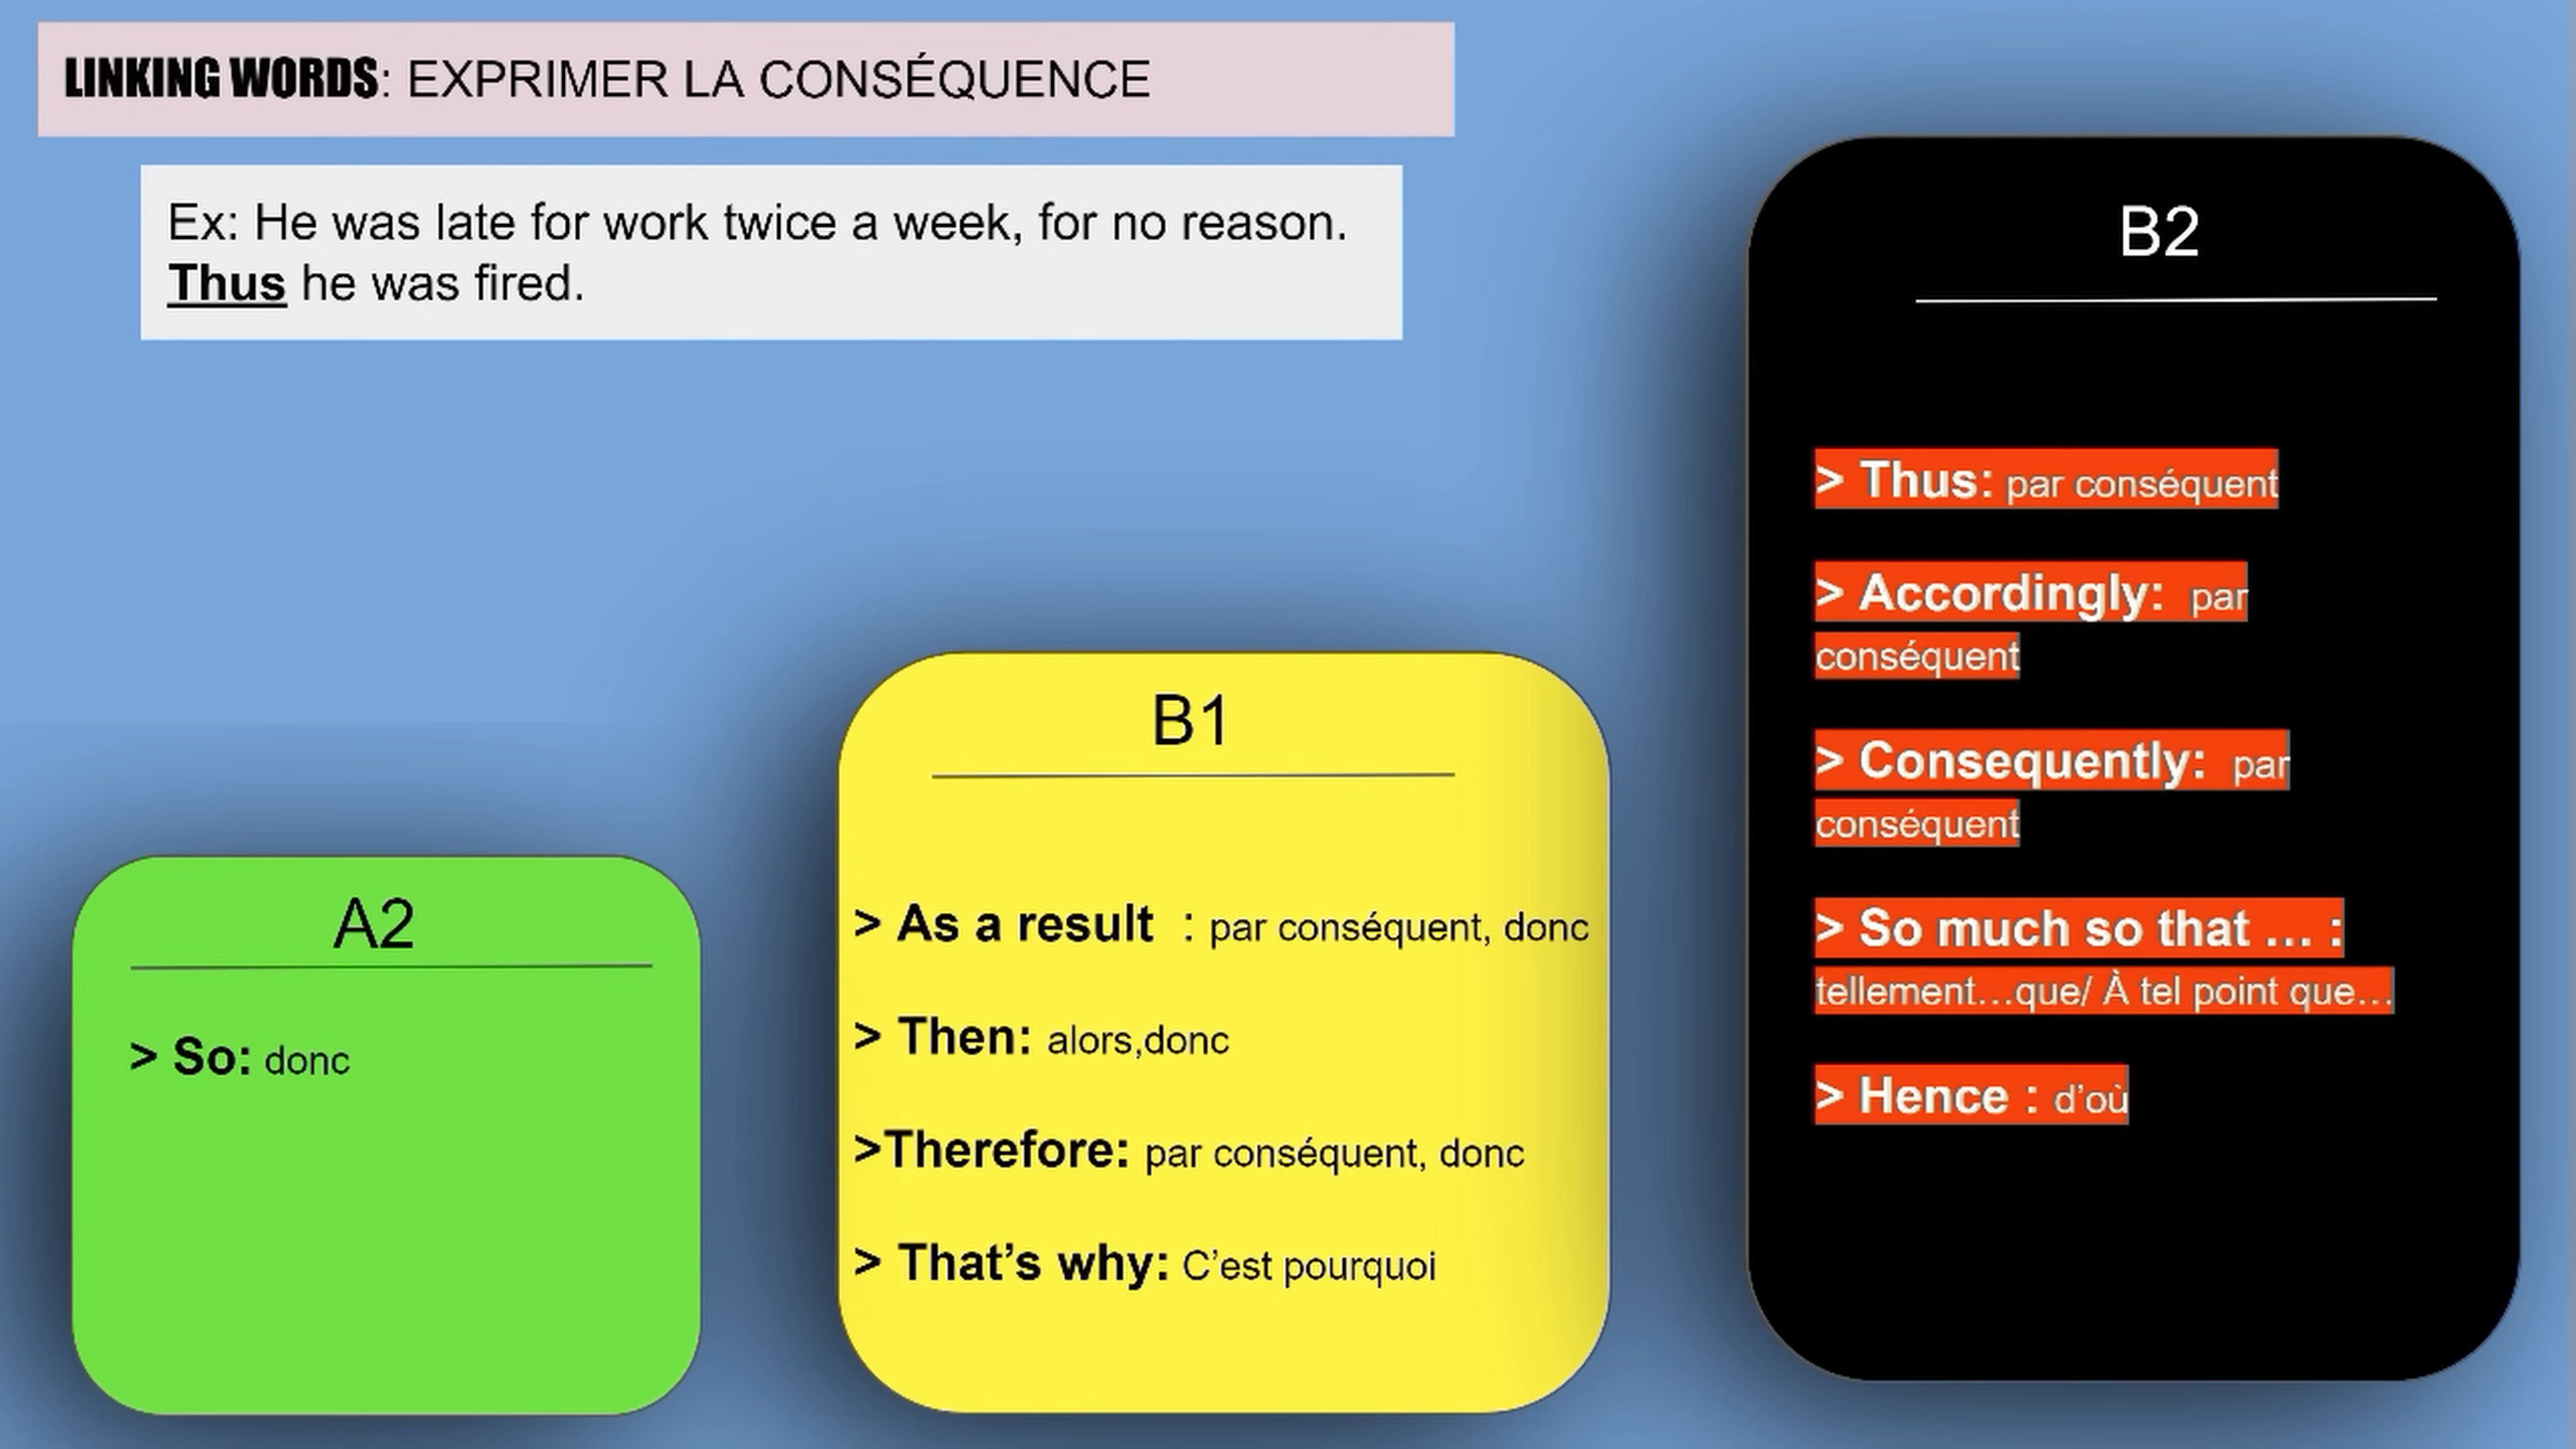 LINKING WORDS: EXPRIMER LA CONSÉQUENCE
Ex: He was late for work twice a week, for no reason.
Thus he was fired.
A2
> So: donc
B1
> As a result : par conséquent, donc
> Then: alors,donc
>Therefore: par conséquent, donc
> That’s why: C’est pourquoi
B2
> Thus: par conséquent
> Accordingly: par
conséquent
> Consequently: par
conséquent
> So much so that … :
tellement…que/ À tel point que…
> Hence : d’où